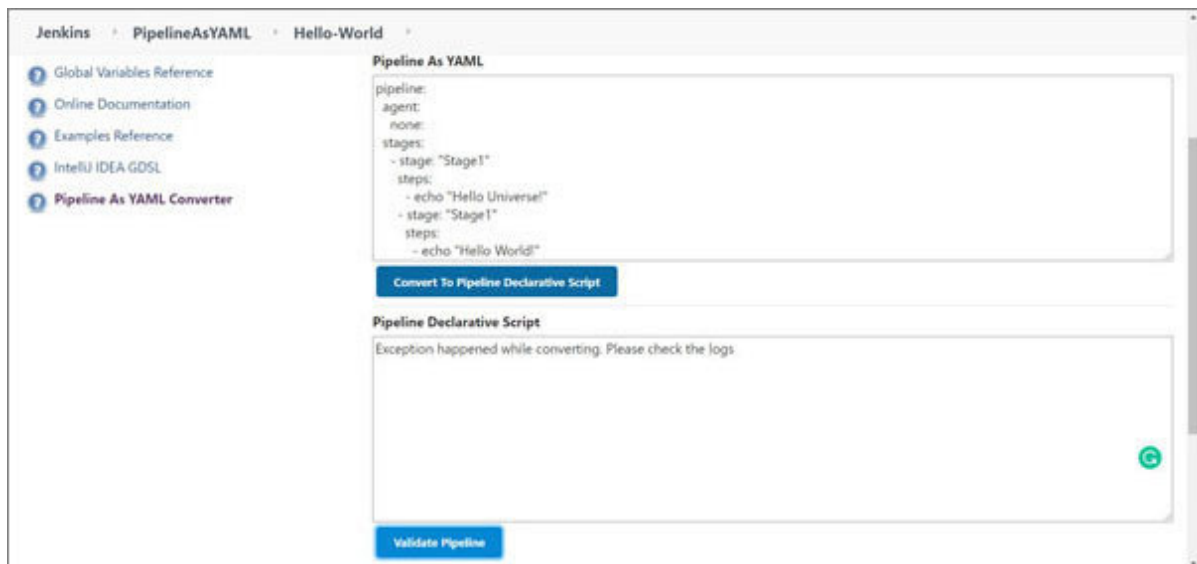 Jenkins PipelineAsYAML Hello-World
Global Variables Reference
Online Documentation
Examples Reference
IntelliJ IDEA GDSL
Pipeline As YAML Converter
Pipeline As YAML
pipeline:
agent:
none:
stages:
- stage: "Stage1"
steps:
- echo "Hello Universe!"
- stage: "Stage1"
steps:
- echo "Hello World!"
Convert To Pipeline Declarative Script
Pipeline Declarative Script
Exception happened while converting. Please check the logs
Validate Pipeline